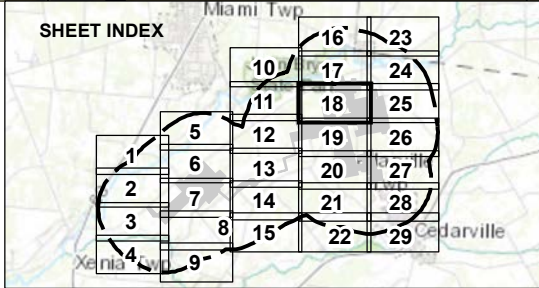 Miami Twp
SHEET INDEX
16 23
10 17 24
11 18 25
5 12 19 26
1 6 13 20 27
2 7 14 21 28
3 8 15 22 29
4 9
Cedarville
Xenia Twp
Twp